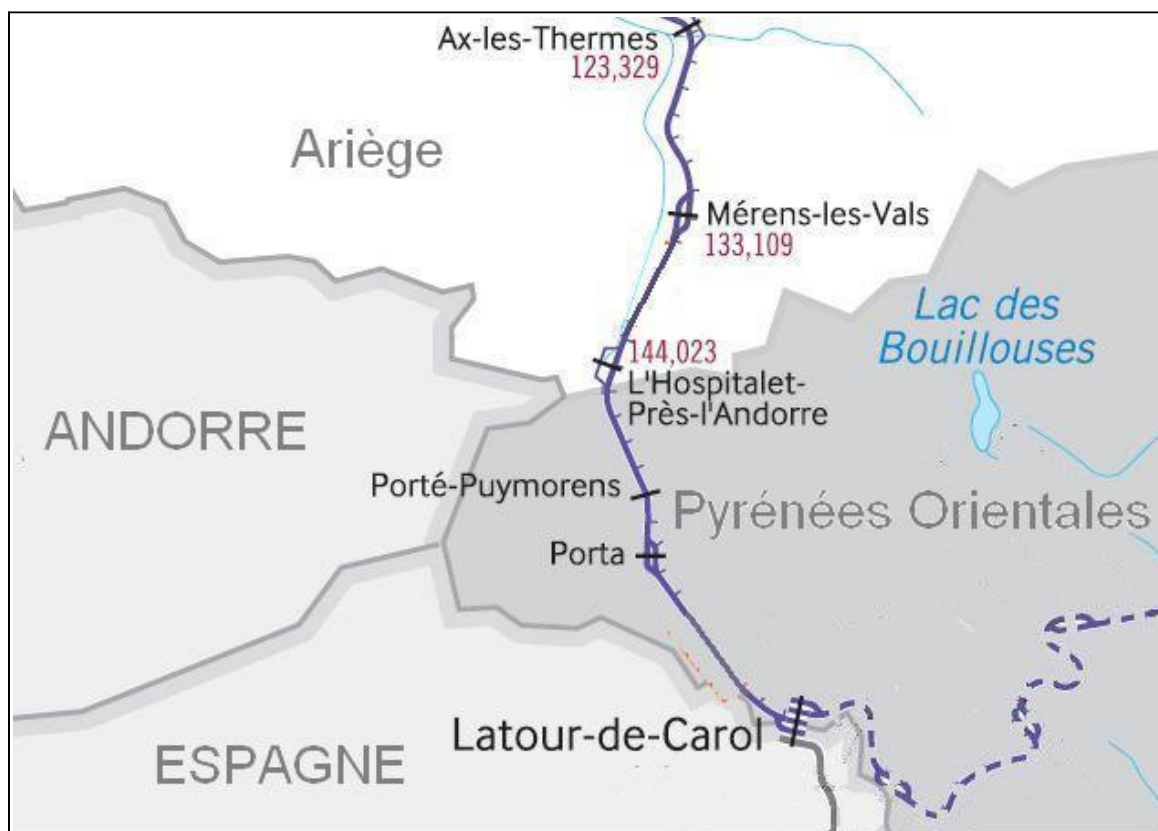 Ax-les-Thermes
123,329
Ariège
Mérens-les-Vals
133,109
Lac des
Bouillouses
144,023
L'Hospitalet-
Près-l'Andorre
ANDORRE
Porté-Puymorens
Pyrénées Orientales
Porta
Latour-de-Carol
ESPAGNE